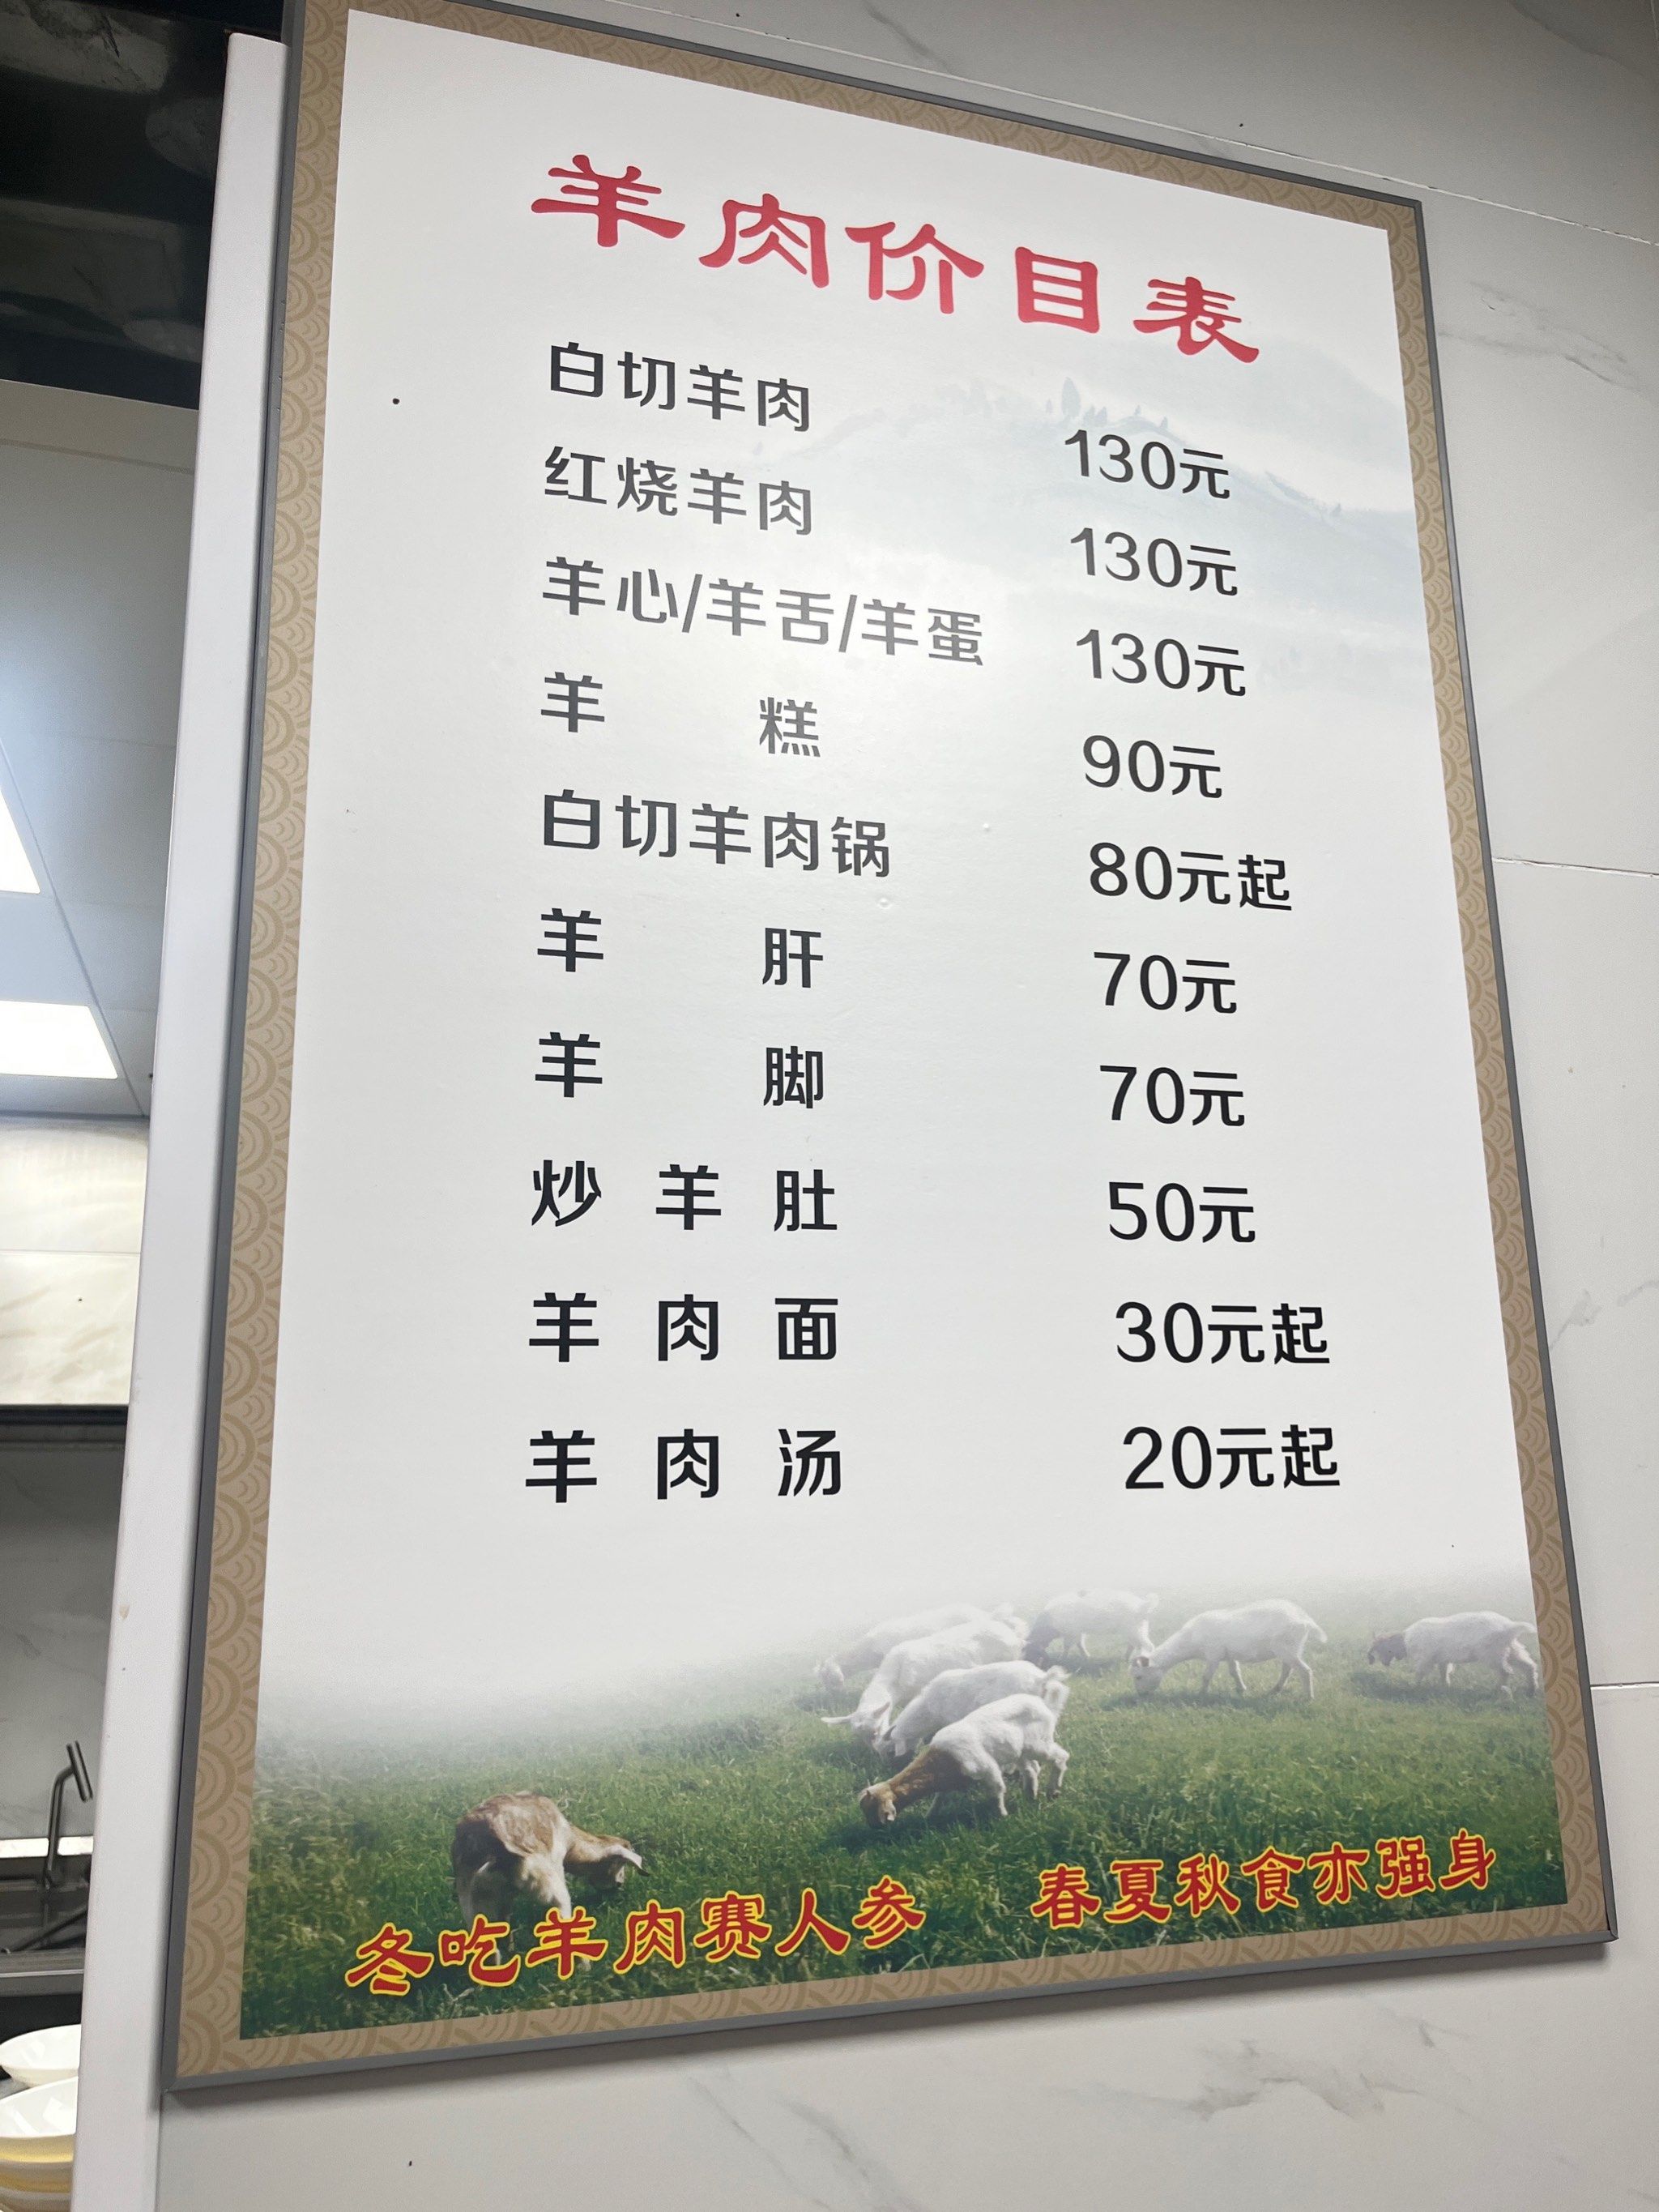 羊肉价目表
白切羊肉 130元
红烧羊肉 130元
羊心/羊舌/羊蛋 130元
羊糕 90元
白切羊肉锅 80元起
羊肝 70元
羊脚 70元
炒羊肚 50元
羊肉面 30元起
羊肉汤 20元起
冬吃羊肉赛人参 春夏秋食亦强身